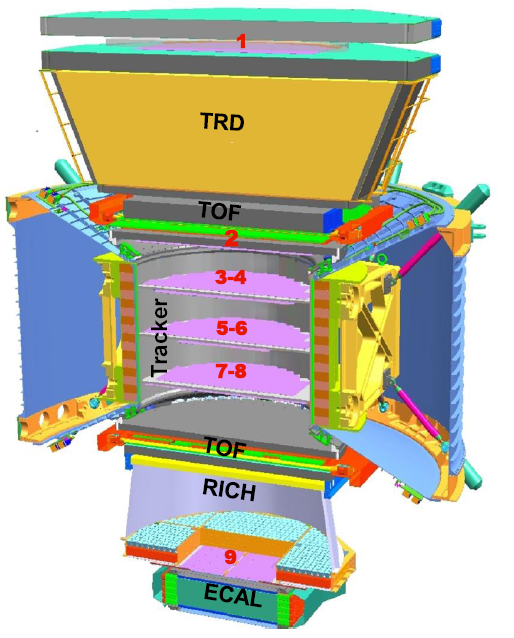 1
TRD
TOF
2
3-4
5-6
7-8
Tracker
TOF
RICH
9
ECAL